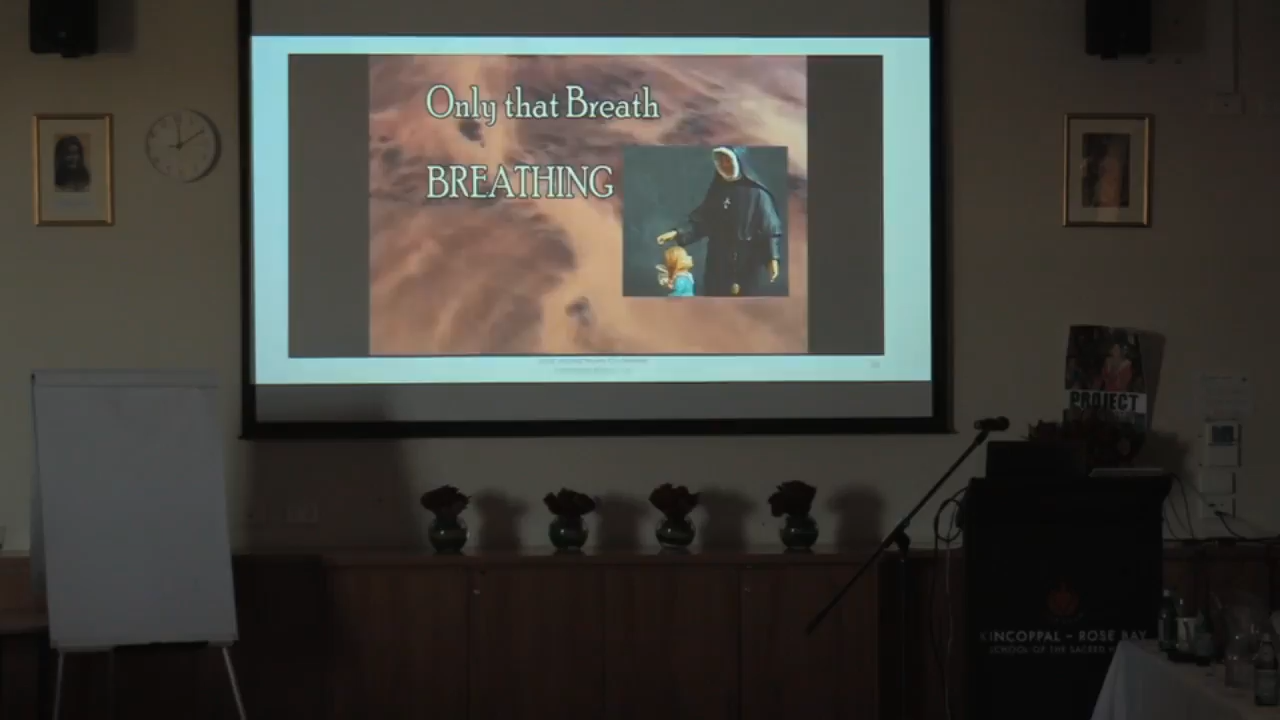 Only that Breath
BREATHING
PROJECT
KINCOPPAL – ROSE BAY
SCHOOL OF THE SACRED